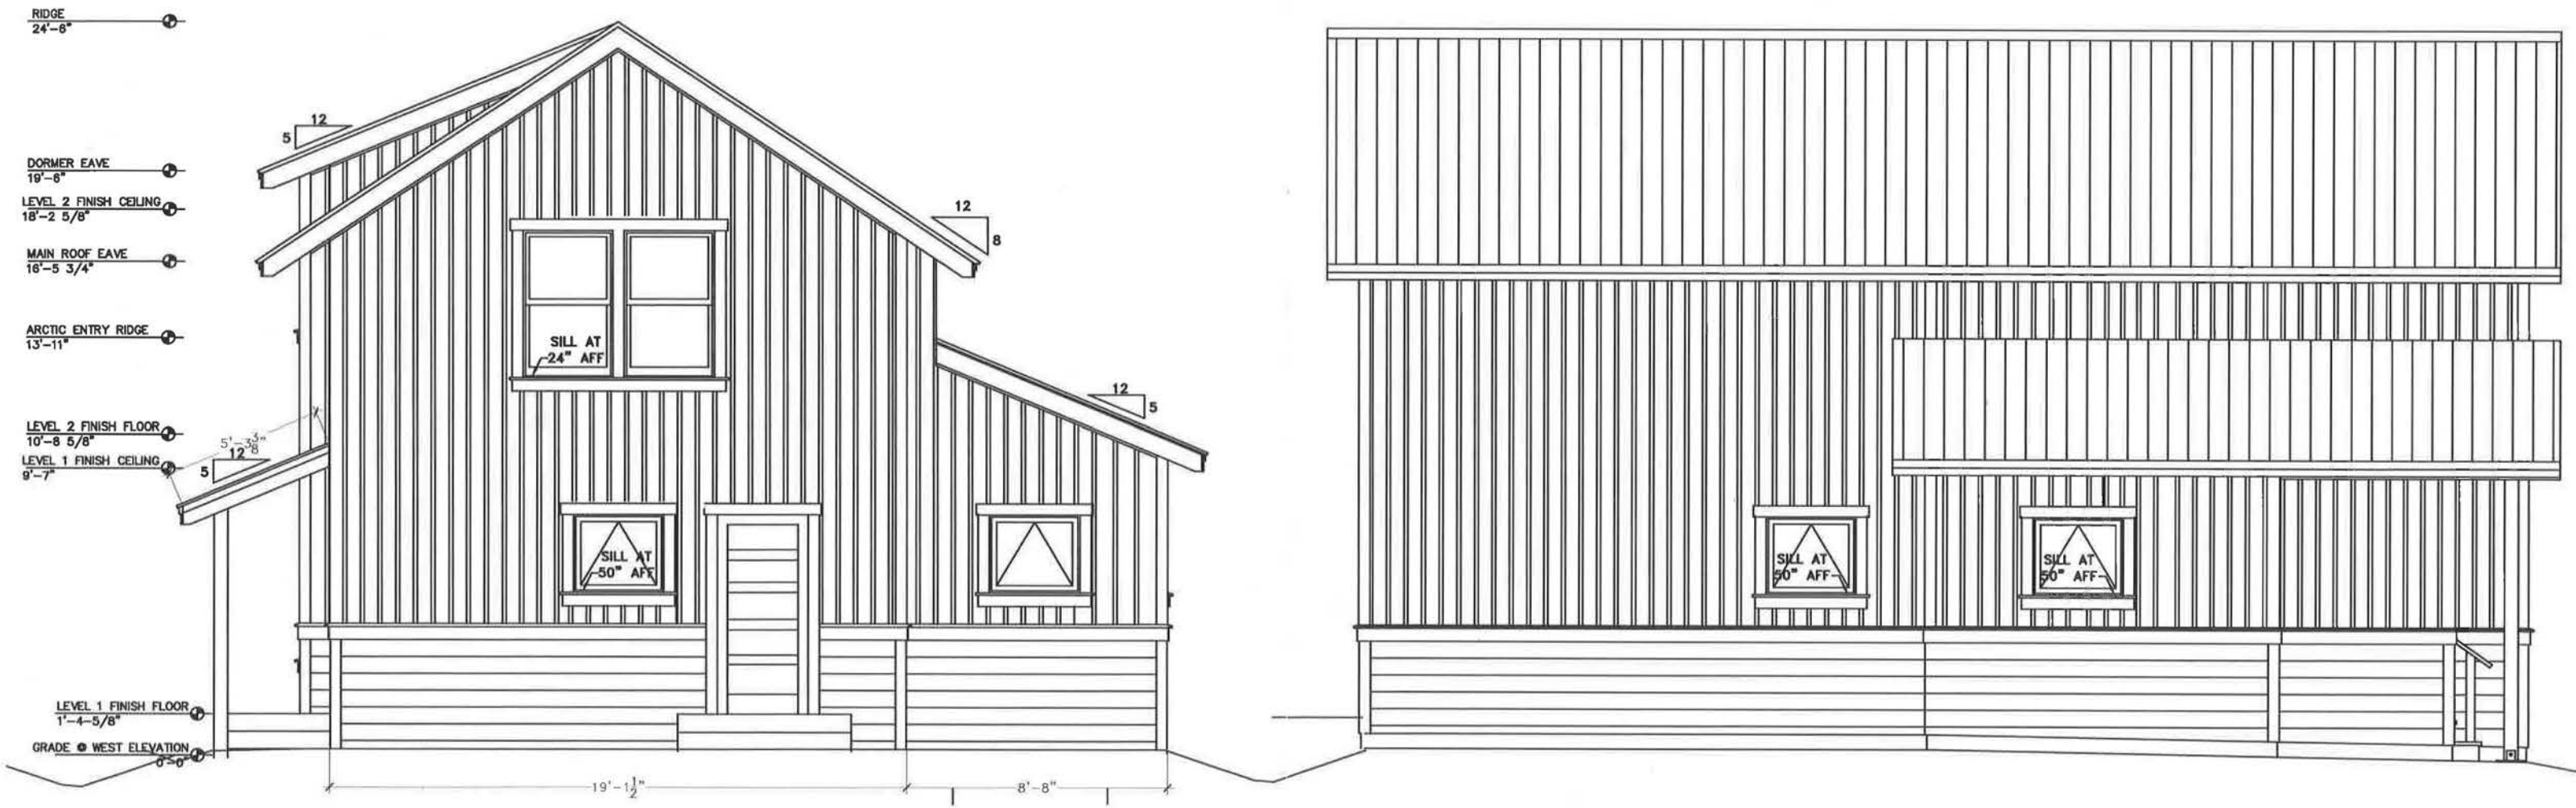 RIDGE
24'-6"
12
5
DORMER EAVE
19'-6"
LEVEL 2 FINISH CEILING
18'-2 5/8"
12
8
MAIN ROOF EAVE
16'-5 3/4"
ARCTIC ENTRY RIDGE
13'-11"
SILL AT
24" AFF
12
5
LEVEL 2 FINISH FLOOR
10'-8 5/8"
5'-3 3/8"
12
5
LEVEL 1 FINISH CEILING
9'-7"
SILL AT
50" AFF
SILL AT
50" AFF
SILL AT
50" AFF
LEVEL 1 FINISH FLOOR
1'-4-5/8"
GRADE @ WEST ELEVATION
0'-0"
19'-1 1/2"
8'-8"